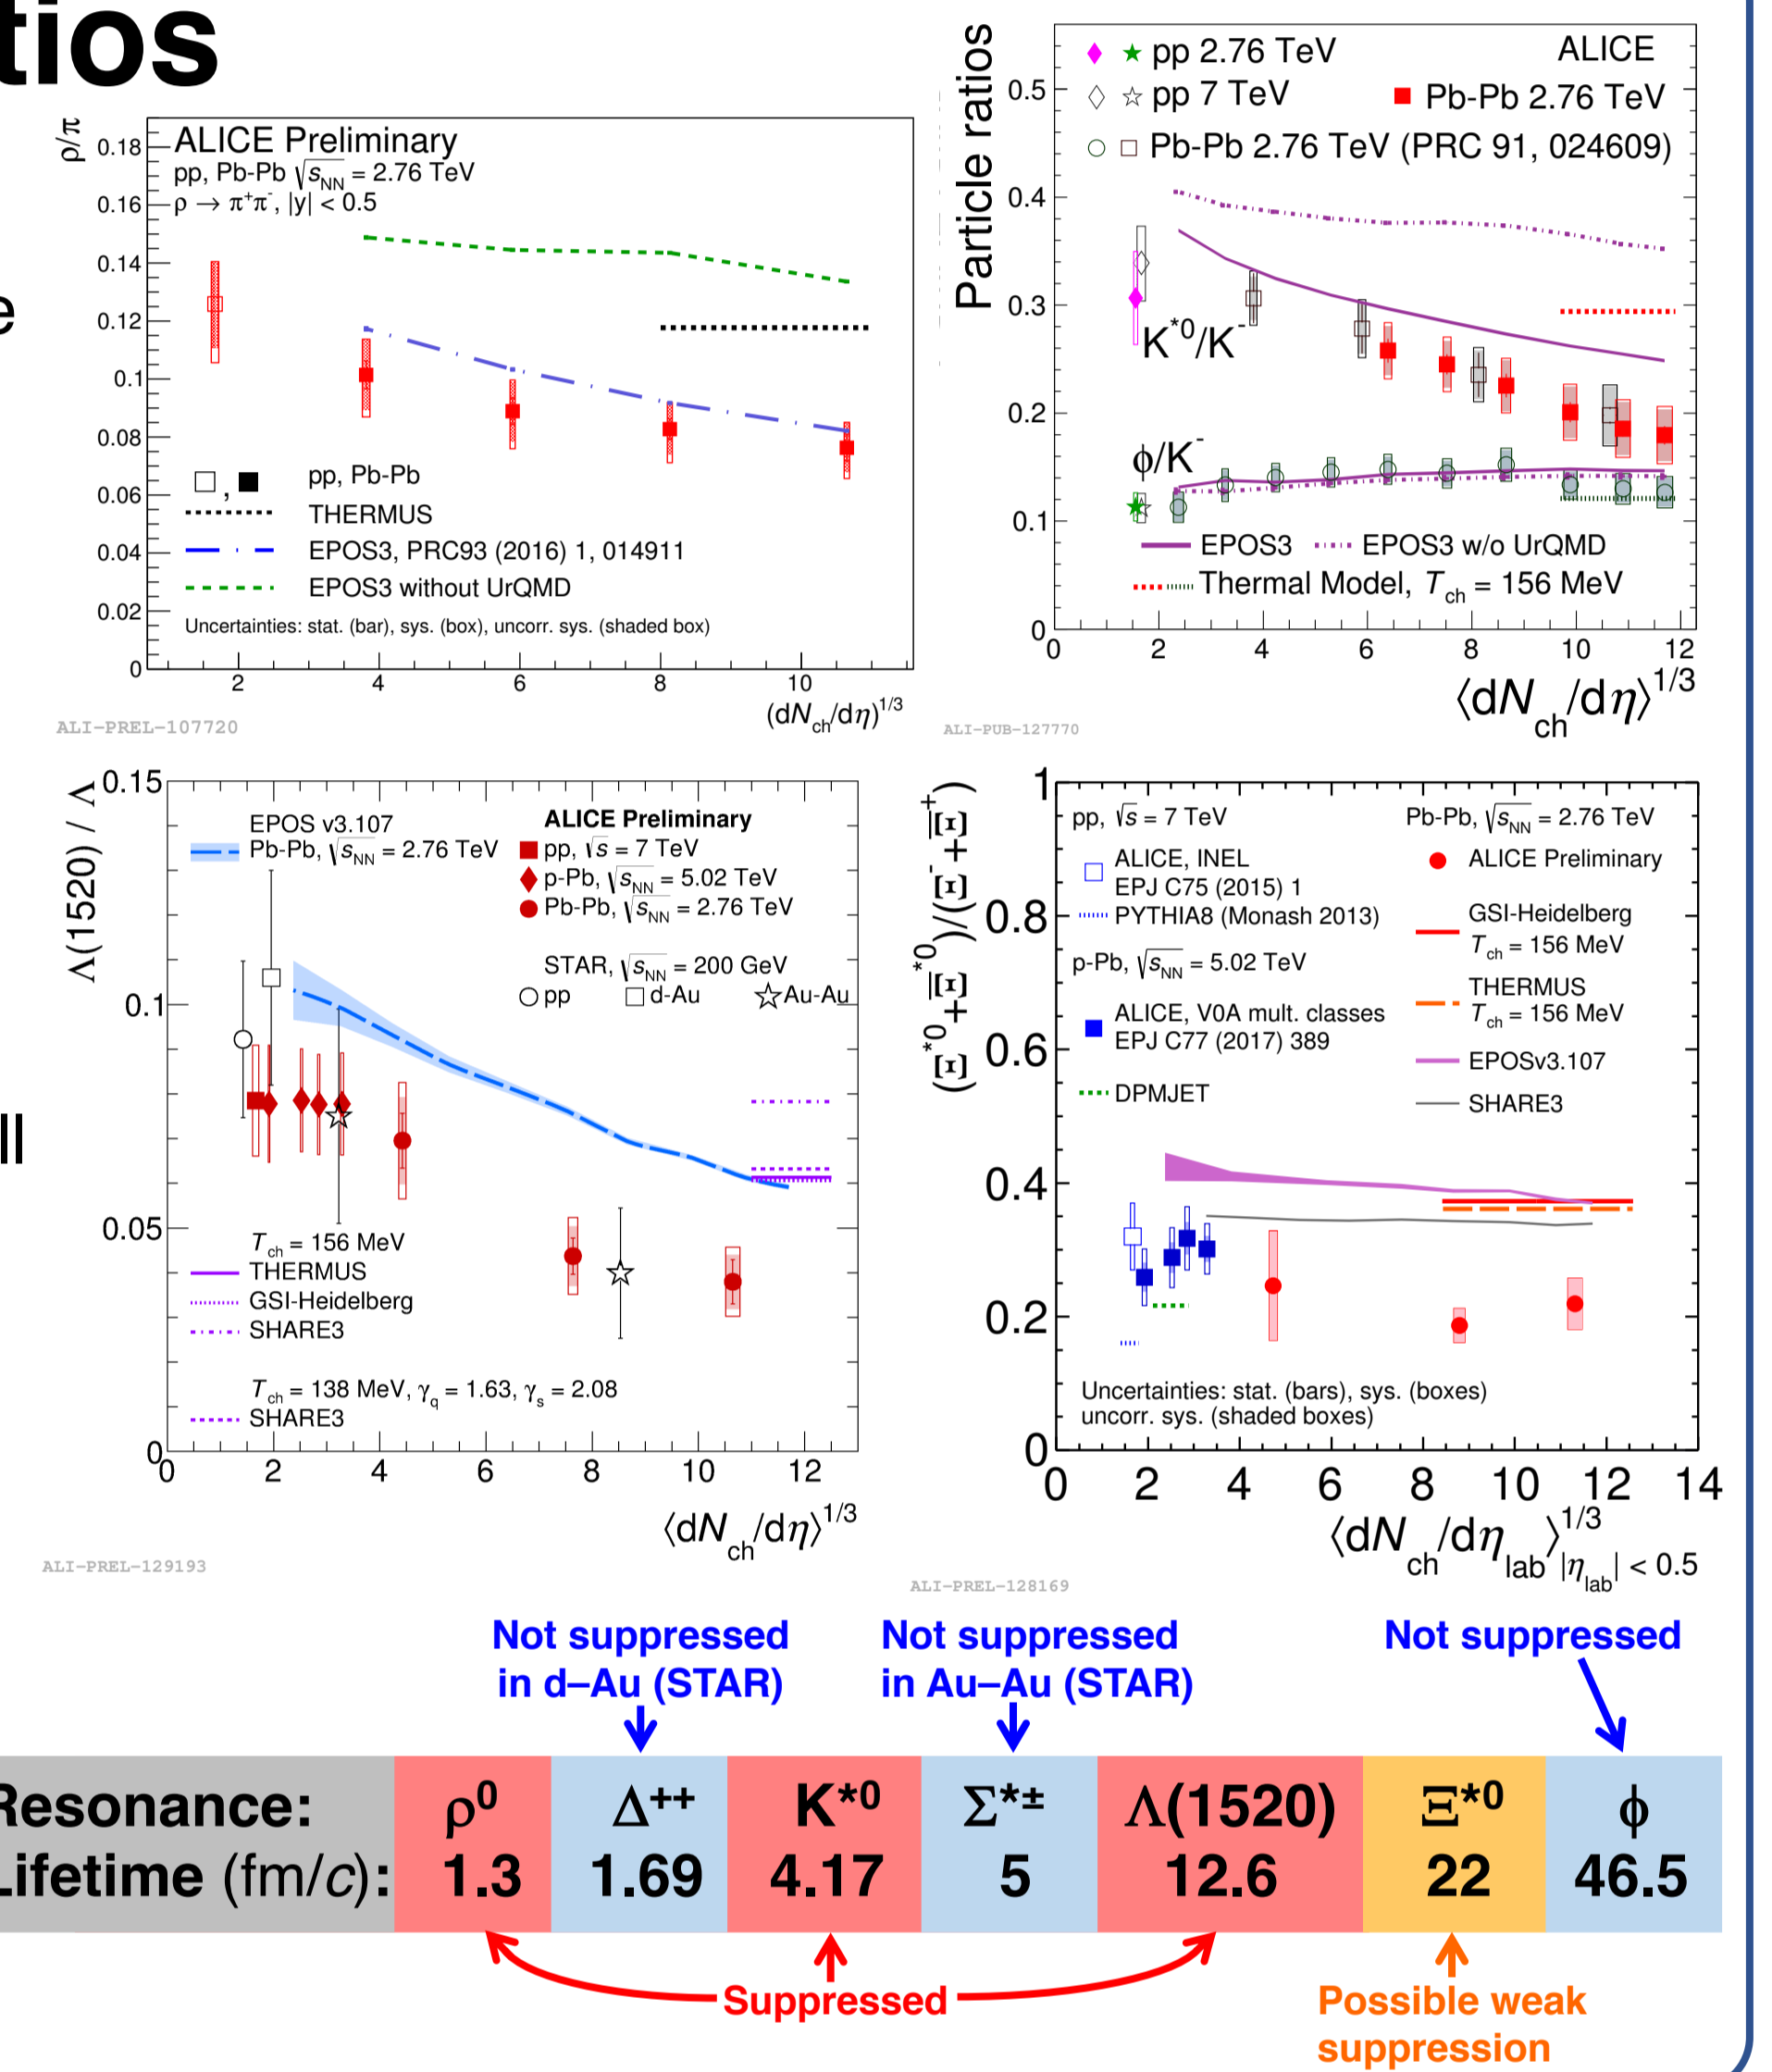 tios
e
ll
ρ/π
0.18
0.16
0.14
0.12
0.1
0.08
0.06
0.04
0.02
0
ALICE Preliminary
pp, Pb-Pb √sNN = 2.76 TeV
ρ → π+π-, |y| < 0.5
pp, Pb-Pb
THERMUS
EPOS3, PRC93 (2016) 1, 014911
EPOS3 without UrQMD
Uncertainties: stat. (bar), sys. (box), uncorr. sys. (shaded box)
2 4 6 8 10
(dNch/dη)1/3
ALI-PREL-107720
Particle ratios
0.5
0.4
0.3
0.2
0.1
0
pp 2.76 TeV
ALICE
pp 7 TeV
Pb-Pb 2.76 TeV
Pb-Pb 2.76 TeV (PRC 91, 024609)
K*0/K-
ϕ/K-
EPOS3
EPOS3 w/o UrQMD
Thermal Model, Tch = 156 MeV
0 2 4 6 8 10 12
⟨dNch/dη⟩1/3
ALI-PUB-127770
Λ(1520) / Λ
0.15
0.1
0.05
0
EPOS v3.107
Pb-Pb, √sNN = 2.76 TeV
ALICE Preliminary
pp, √s = 7 TeV
p-Pb, √sNN = 5.02 TeV
Pb-Pb, √sNN = 2.76 TeV
STAR, √sNN = 200 GeV
pp d-Au Au-Au
Tch = 156 MeV
THERMUS
GSI-Heidelberg
SHARE3
Tch = 138 MeV, γq = 1.63, γs = 2.08
SHARE3
0 2 4 6 8 10 12
⟨dNch/dη⟩1/3
ALI-PREL-129193
(Ξ*0+Ξ̅*0)/(Ξ-+Ξ̅+)
1
0.8
0.6
0.4
0.2
0
pp, √s = 7 TeV
ALICE, INEL
EPJ C75 (2015) 1
PYTHIA8 (Monash 2013)
p-Pb, √sNN = 5.02 TeV
ALICE, V0A mult. classes
EPJ C77 (2017) 389
DPMJET
Pb-Pb, √sNN = 2.76 TeV
ALICE Preliminary
GSI-Heidelberg
Tch = 156 MeV
THERMUS
Tch = 156 MeV
EPOSv3.107
SHARE3
Uncertainties: stat. (bars), sys. (boxes)
uncorr. sys. (shaded boxes)
0 2 4 6 8 10 12 14
⟨dNch/dηlab⟩1/3 |ηlab| < 0.5
ALI-PREL-128169
Not suppressed
in d–Au (STAR)
Not suppressed
in Au–Au (STAR)
Not suppressed
Resonance: ρ0 Δ++ K*0 Σ*± Λ(1520) Ξ*0 ϕ
Lifetime (fm/c): 1.3 1.69 4.17 5 12.6 22 46.5
Suppressed
Possible weak
suppression